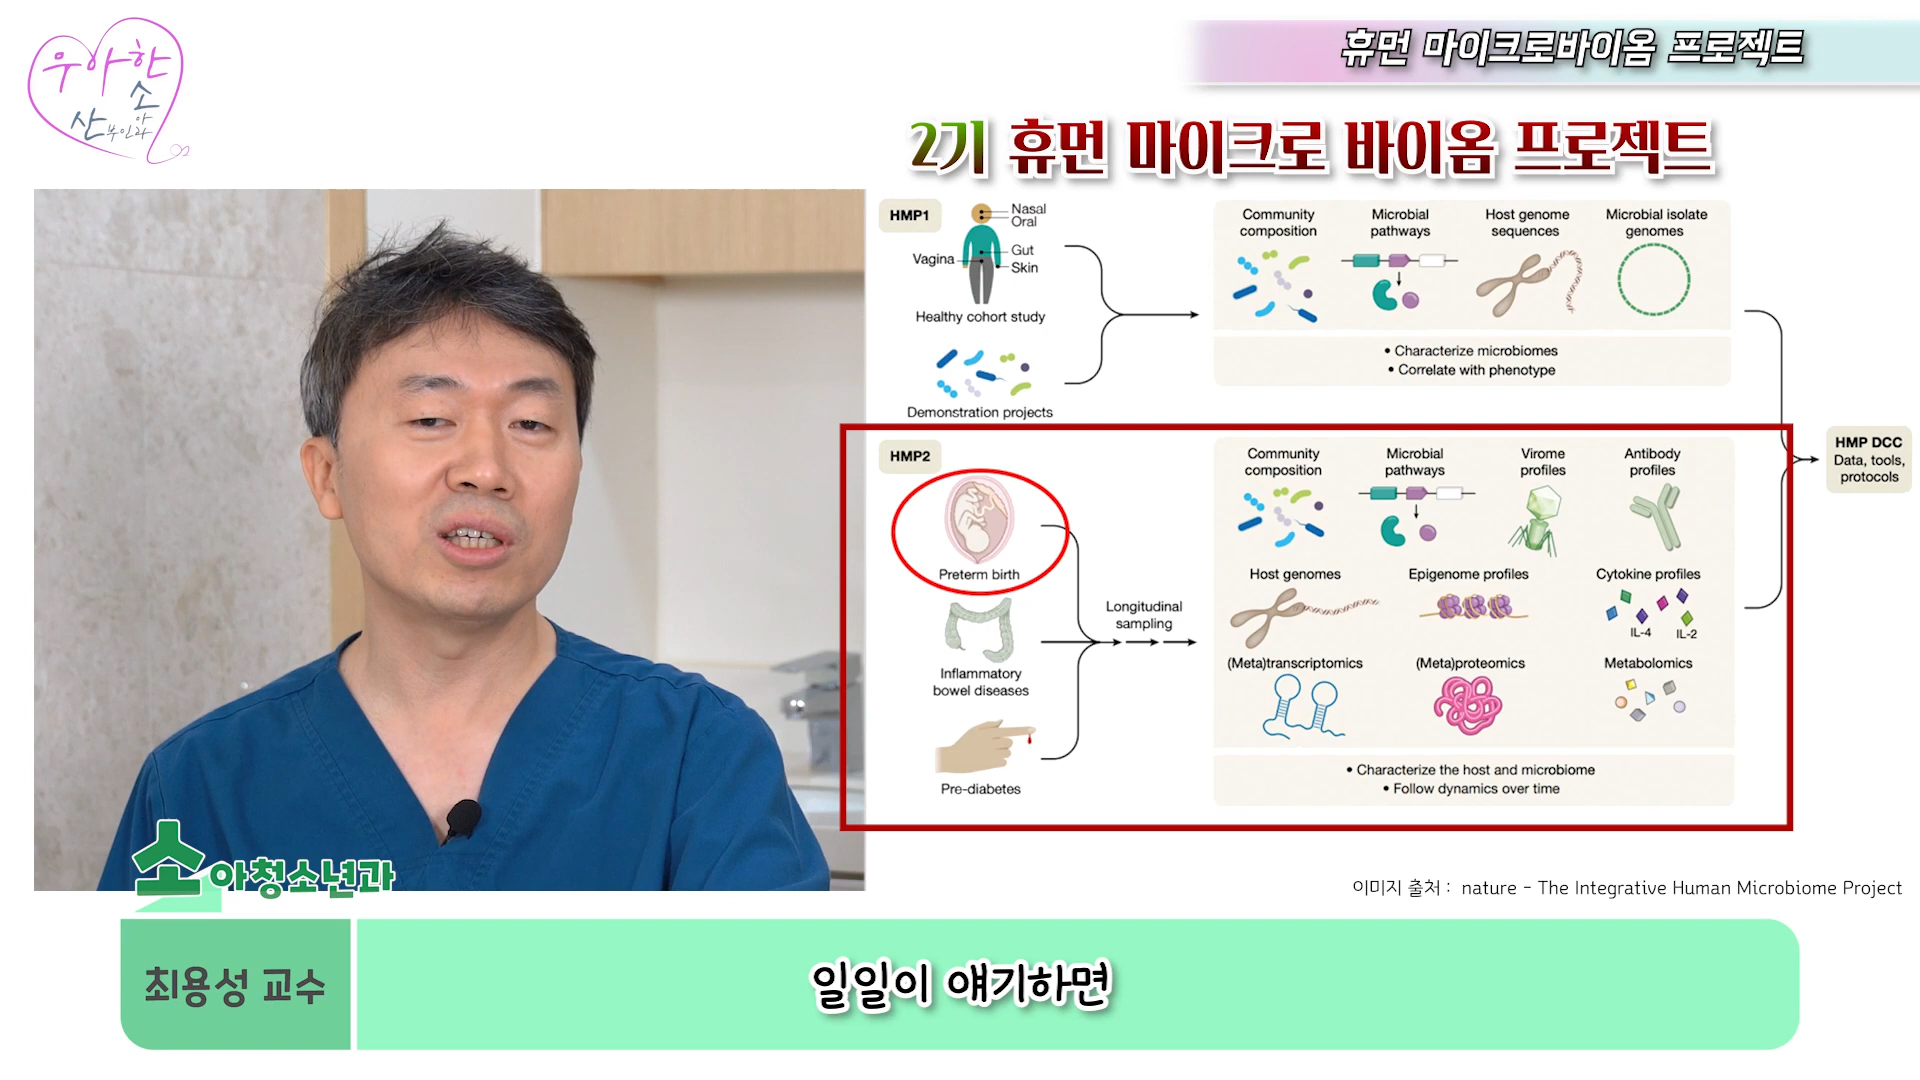 우아한
소아
산부인과
휴먼 마이크로바이옴 프로젝트
2기 휴먼 마이크로 바이옴 프로젝트
HMP1
Nasal
Oral
Vagina
Gut
Skin
Healthy cohort study
Demonstration projects
Community composition
Microbial pathways
Host genome sequences
Microbial isolate genomes
• Characterize microbiomes
• Correlate with phenotype
HMP2
Preterm birth
Inflammatory
bowel diseases
Pre-diabetes
Longitudinal
sampling
Community composition
Microbial pathways
Virome profiles
Antibody profiles
Host genomes
Epigenome profiles
Cytokine profiles
IL-4
IL-2
(Meta)transcriptomics
(Meta)proteomics
Metabolomics
• Characterize the host and microbiome
• Follow dynamics over time
HMP DCC
Data, tools,
protocols
이미지 출처 : nature - The Integrative Human Microbiome Project
소아청소년과
최용성 교수
일일이 얘기하면